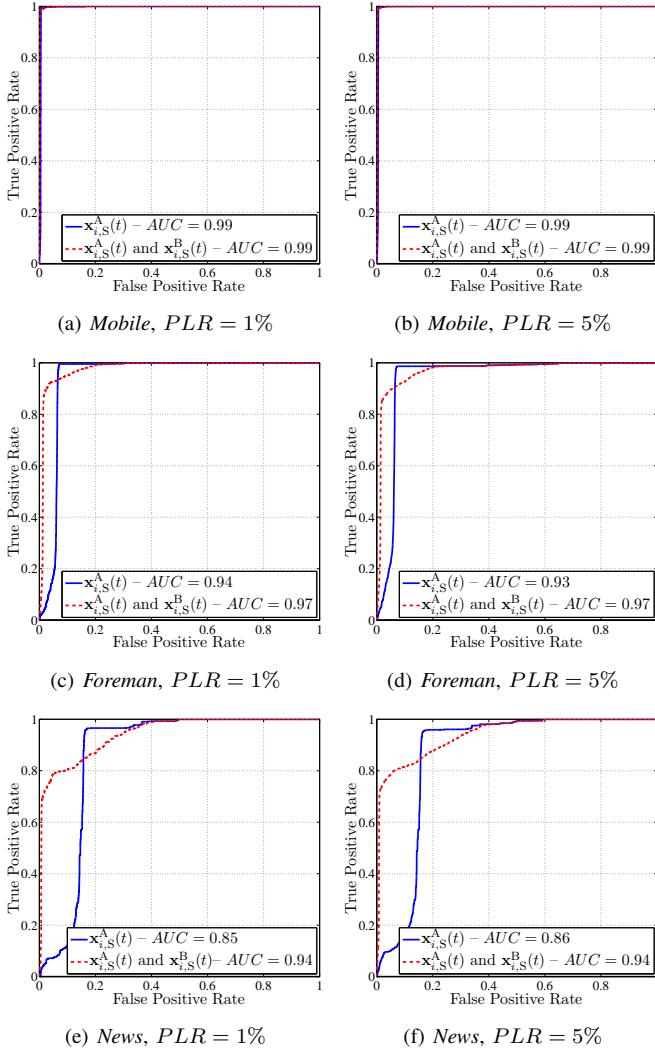 1
0.8
0.6
0.4
0.2
0
True Positive Rate
x^A_{i,S}(t) – AUC = 0.99
x^A_{i,S}(t) and x^B_{i,S}(t) – AUC = 0.99
0 0.2 0.4 0.6 0.8 1
False Positive Rate
(a) Mobile, PLR = 1%
1
0.8
0.6
0.4
0.2
0
True Positive Rate
x^A_{i,S}(t) – AUC = 0.99
x^A_{i,S}(t) and x^B_{i,S}(t) – AUC = 0.99
0 0.2 0.4 0.6 0.8
False Positive Rate
(b) Mobile, PLR = 5%
1
0.8
0.6
0.4
0.2
0
True Positive Rate
x^A_{i,S}(t) – AUC = 0.94
x^A_{i,S}(t) and x^B_{i,S}(t) – AUC = 0.97
0 0.2 0.4 0.6 0.8 1
False Positive Rate
(c) Foreman, PLR = 1%
1
0.8
0.6
0.4
0.2
0
True Positive Rate
x^A_{i,S}(t) – AUC = 0.93
x^A_{i,S}(t) and x^B_{i,S}(t) – AUC = 0.97
0 0.2 0.4 0.6 0.8
False Positive Rate
(d) Foreman, PLR = 5%
1
0.8
0.6
0.4
0.2
0
True Positive Rate
x^A_{i,S}(t) – AUC = 0.85
x^A_{i,S}(t) and x^B_{i,S}(t)– AUC = 0.94
0 0.2 0.4 0.6 0.8 1
False Positive Rate
(e) News, PLR = 1%
1
0.8
0.6
0.4
0.2
0
True Positive Rate
x^A_{i,S}(t) – AUC = 0.86
x^A_{i,S}(t) and x^B_{i,S}(t) – AUC = 0.94
0 0.2 0.4 0.6 0.8
False Positive Rate
(f) News, PLR = 5%